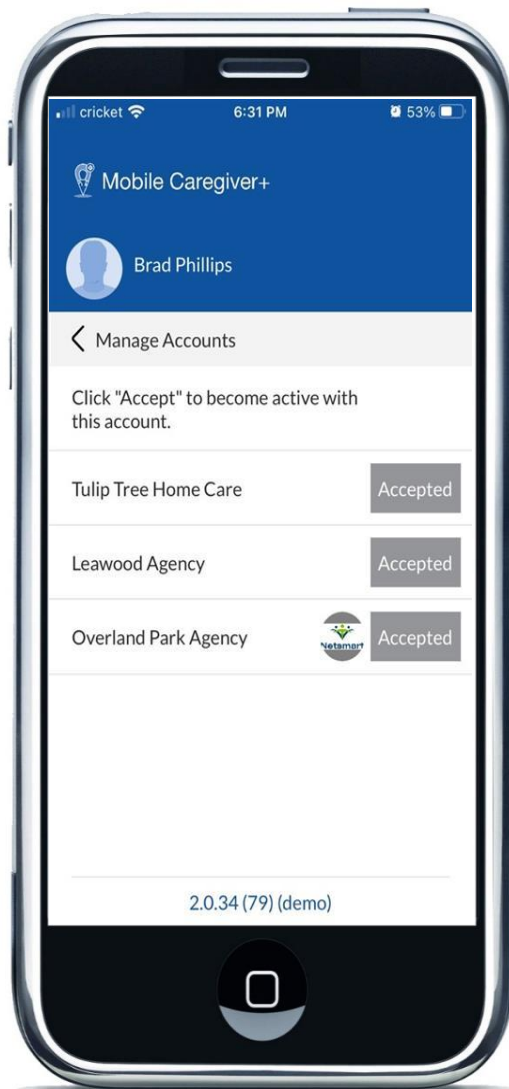 cricket 6:31 PM 53%
Mobile Caregiver+
Brad Phillips
Manage Accounts
Click "Accept" to become active with
this account.
Tulip Tree Home Care Accepted
Leawood Agency Accepted
Overland Park Agency Netsmart Accepted
2.0.34 (79) (demo)